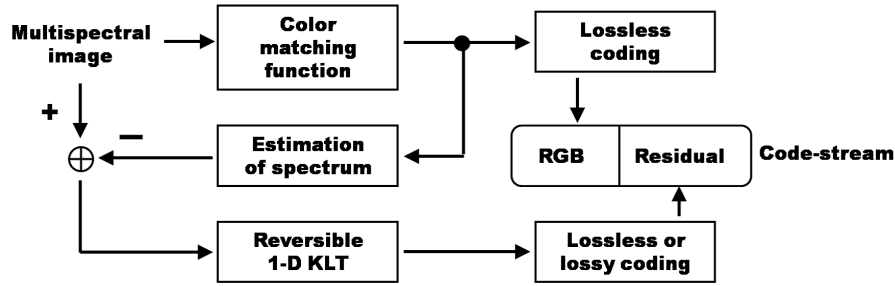 Multispectral
image
Color
matching
function
Lossless
coding
+
−
Estimation
of spectrum
RGB
Residual
Code-stream
Reversible
1-D KLT
Lossless or
lossy coding